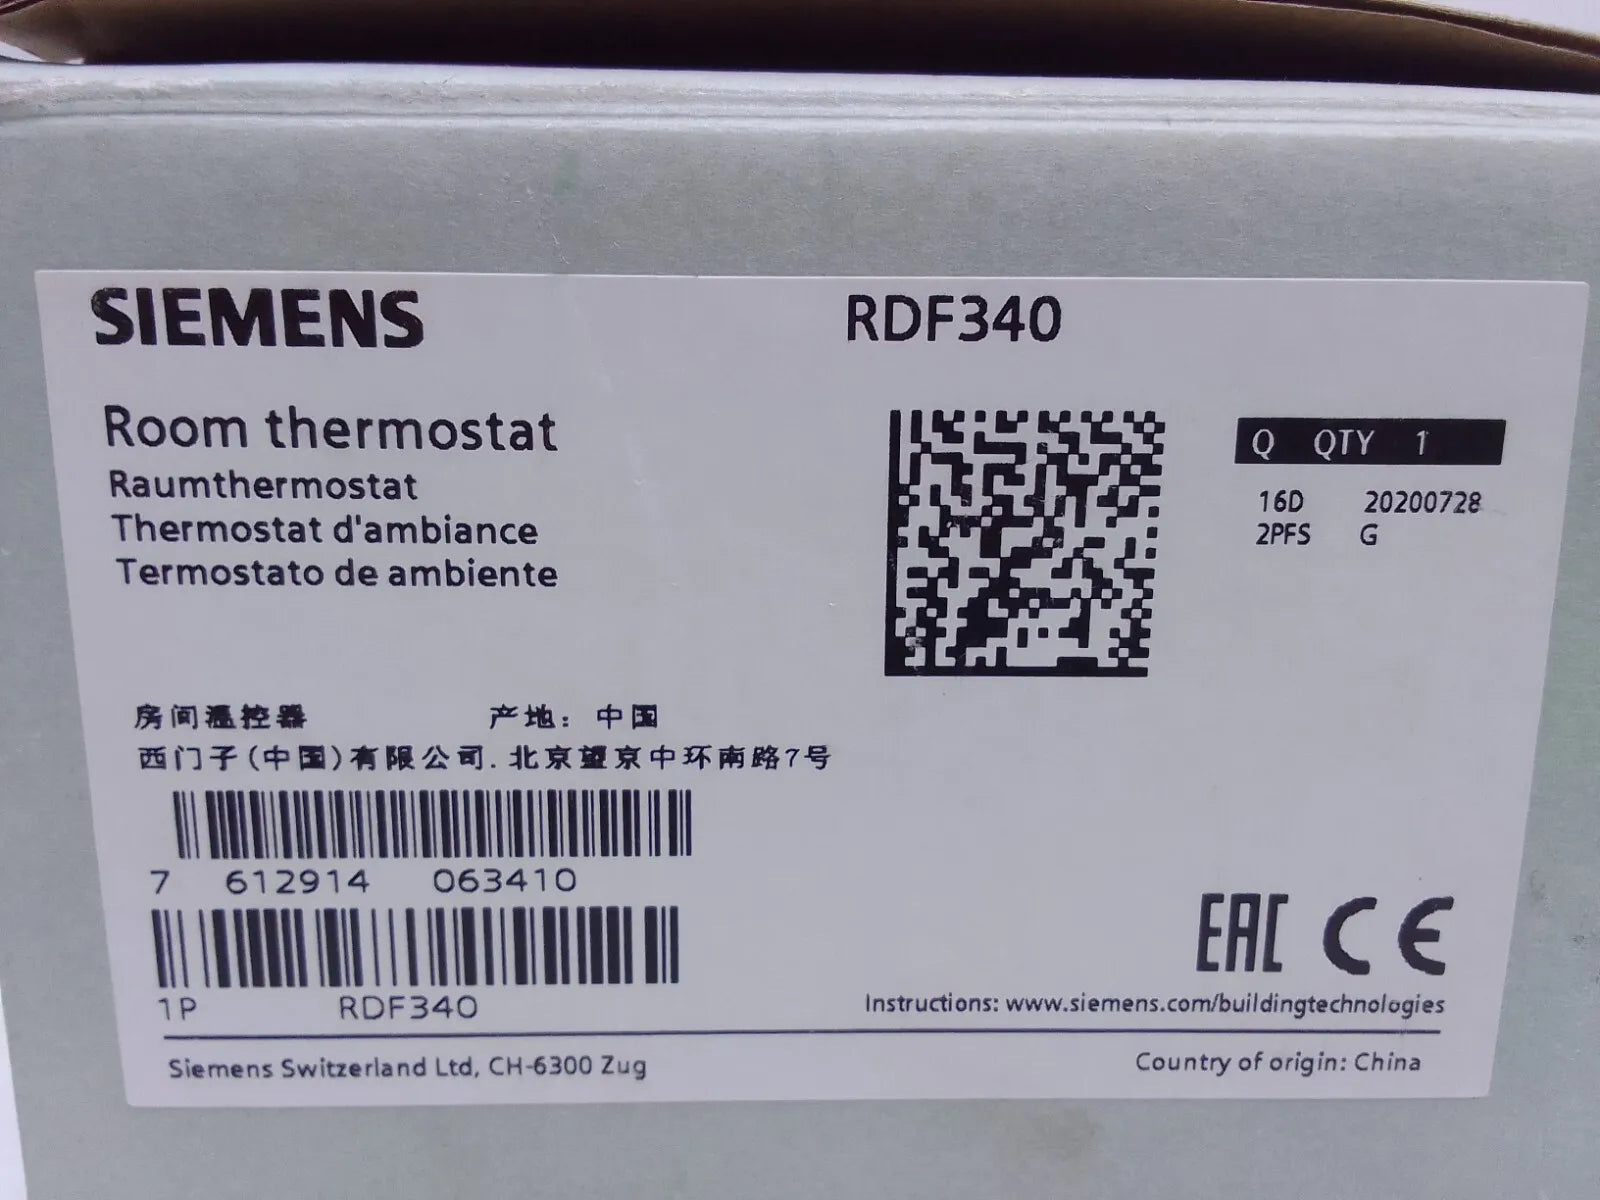 SIEMENS
RDF340
Room thermostat
Raumthermostat
Thermostat d'ambiance
Termostato de ambiente
Q QTY 1
16D 20200728
2PFS G
房间温控器 产地: 中国
西门子(中国)有限公司.北京望京中环南路7号
7 612914 063410
1P RDF340
EAC CE
Instructions: www.siemens.com/buildingtechnologies
Siemens Switzerland Ltd, CH-6300 Zug
Country of origin: China